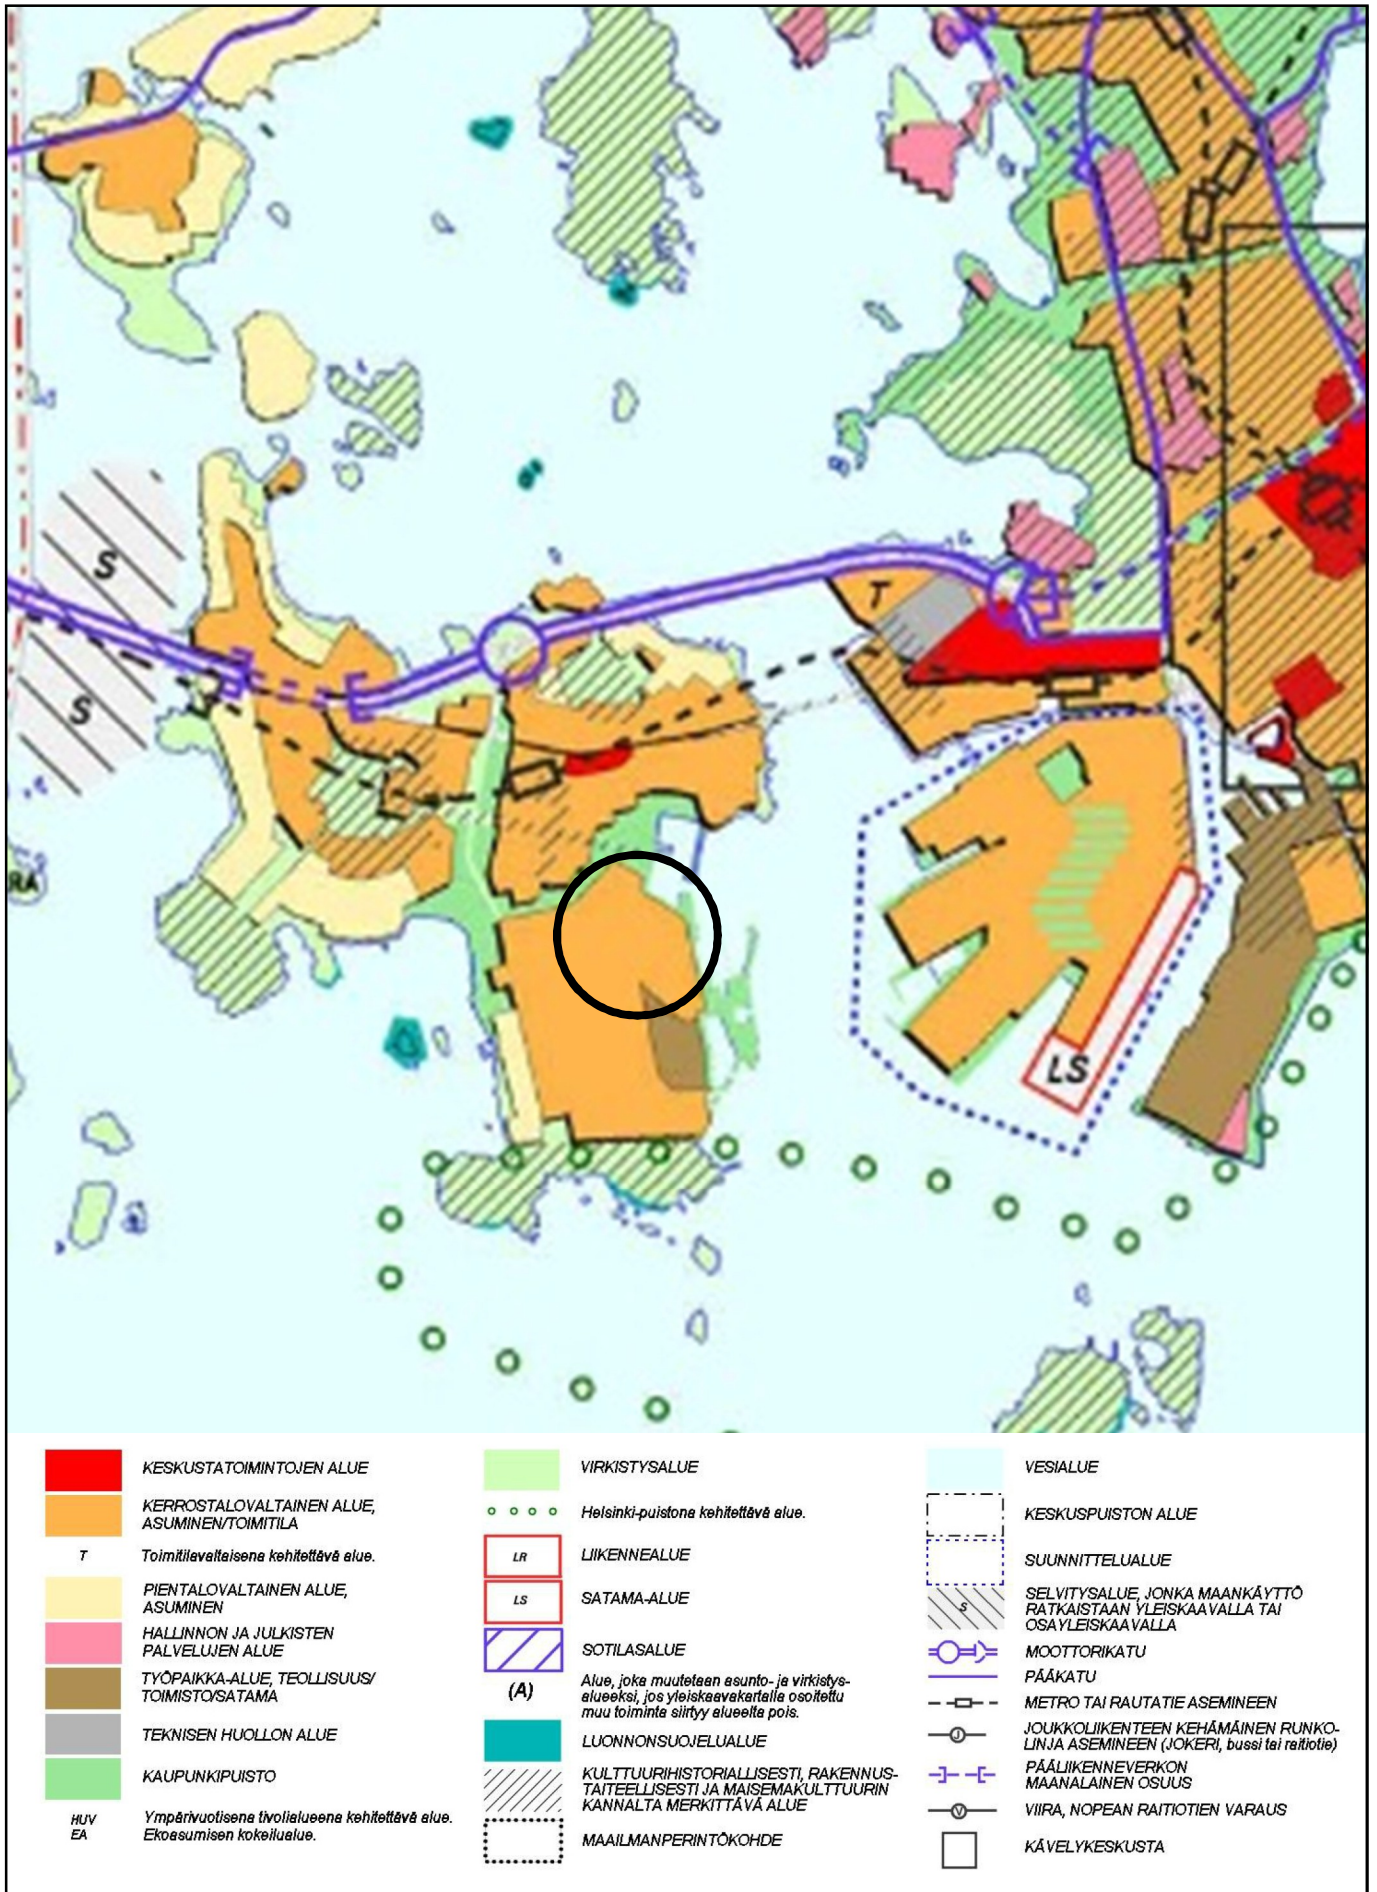 S
S
T
RA
LS
KESKUSTATOIMINTOJEN ALUE
KERROSTALOVALTAINEN ALUE,
ASUMINEN/TOIMITILA
T
Toimitilavaltaisena kehitettävä alue.
PIENTALOVALTAINEN ALUE,
ASUMINEN
HALLINNON JA JULKISTEN
PALVELUJEN ALUE
TYÖPAIKKA-ALUE, TEOLLISUUS/
TOIMISTO/SATAMA
TEKNISEN HUOLLON ALUE
KAUPUNKIPUISTO
HUV Ympärivuotisena tivolialueena kehitettävä alue.
EA Ekoasumisen kokeilualue.
VIRKISTYSALUE
Helsinki-puistona kehitettävä alue.
LR LIIKENNEALUE
LS SATAMA-ALUE
SOTILASALUE
(A)
Alue, joka muutetaan asunto- ja virkistys-
alueeksi, jos yleiskaavakartalla osoitettu
muu toiminta siirtyy alueelta pois.
LUONNONSUOJELUALUE
KULTTUURIHISTORIALLISESTI, RAKENNUS-
TAITEELLISESTI JA MAISEMAKULTTUURIN
KANNALTA MERKITTÄVÄ ALUE
MAAILMANPERINTÖKOHDE
VESIALUE
KESKUSPUISTON ALUE
SUUNNITTELUALUE
S
SELVITYSALUE, JONKA MAANKÄYTTÖ
RATKAISTAAN YLEISKAAVALLA TAI
OSAYLEISKAAVALLA
MOOTTORIKATU
PÄÄKATU
METRO TAI RAUTATIE ASEMINEEN
J
JOUKKOLIIKENTEEN KEHÄMÄINEN RUNKO-
LINJA ASEMINEEN (JOKERI, bussi tai raitiotie)
PÄÄLIIKENNEVERKON
MAANALAINEN OSUUS
V VIIRA, NOPEAN RAITIOTIEN VARAUS
KÄVELYKESKUSTA